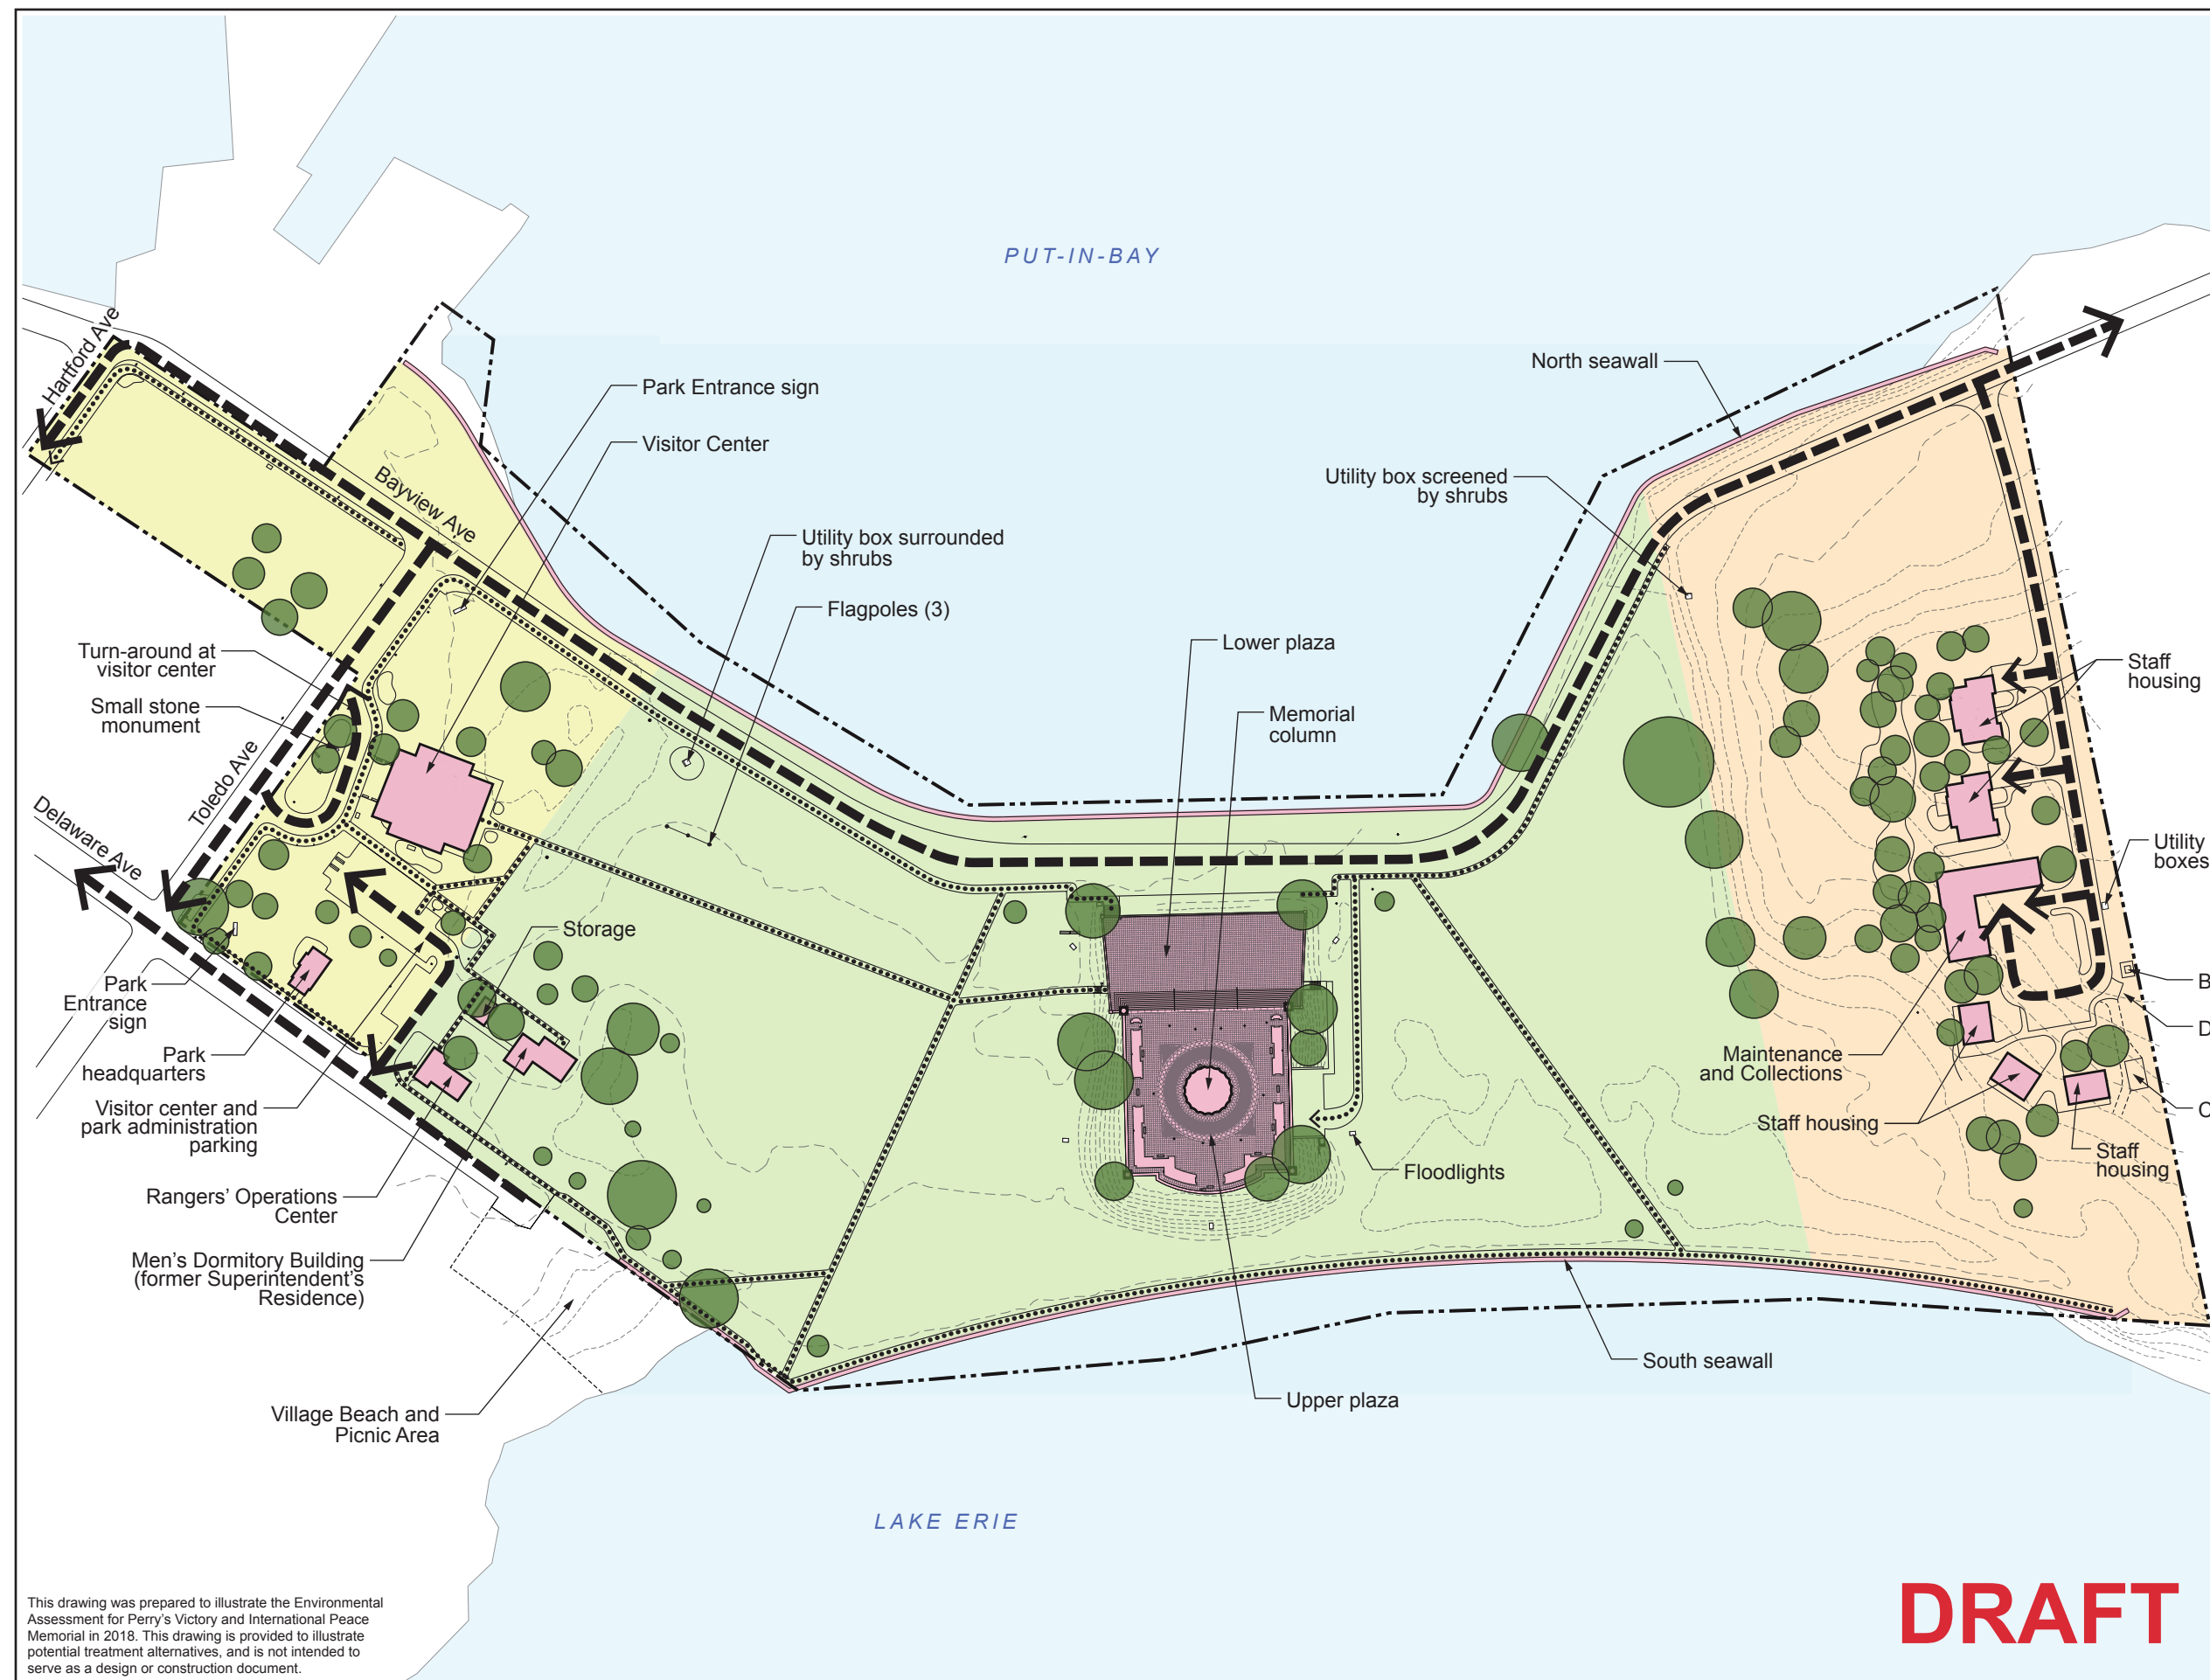 PUT-IN-BAY
Hartford Ave
Park Entrance sign
North seawall
Visitor Center
Bayview Ave
Utility box screened
by shrubs
Utility box surrounded
by shrubs
Flagpoles (3)
Lower plaza
Turn-around at
visitor center
Staff
housing
Small stone
monument
Memorial
column
Toledo Ave
Delaware Ave
Utility
boxes
Storage
Park
Entrance
sign
B
D
Park
headquarters
Maintenance
and Collections
Visitor center and
park administration
parking
C
Staff housing
Staff
housing
Floodlights
Rangers' Operations
Center
Men's Dormitory Building
(former Superintendent's
Residence)
South seawall
Upper plaza
Village Beach and
Picnic Area
LAKE ERIE
This drawing was prepared to illustrate the Environmental
Assessment for Perry's Victory and International Peace
Memorial in 2018. This drawing is provided to illustrate
potential treatment alternatives, and is not intended to
serve as a design or construction document.
DRAFT